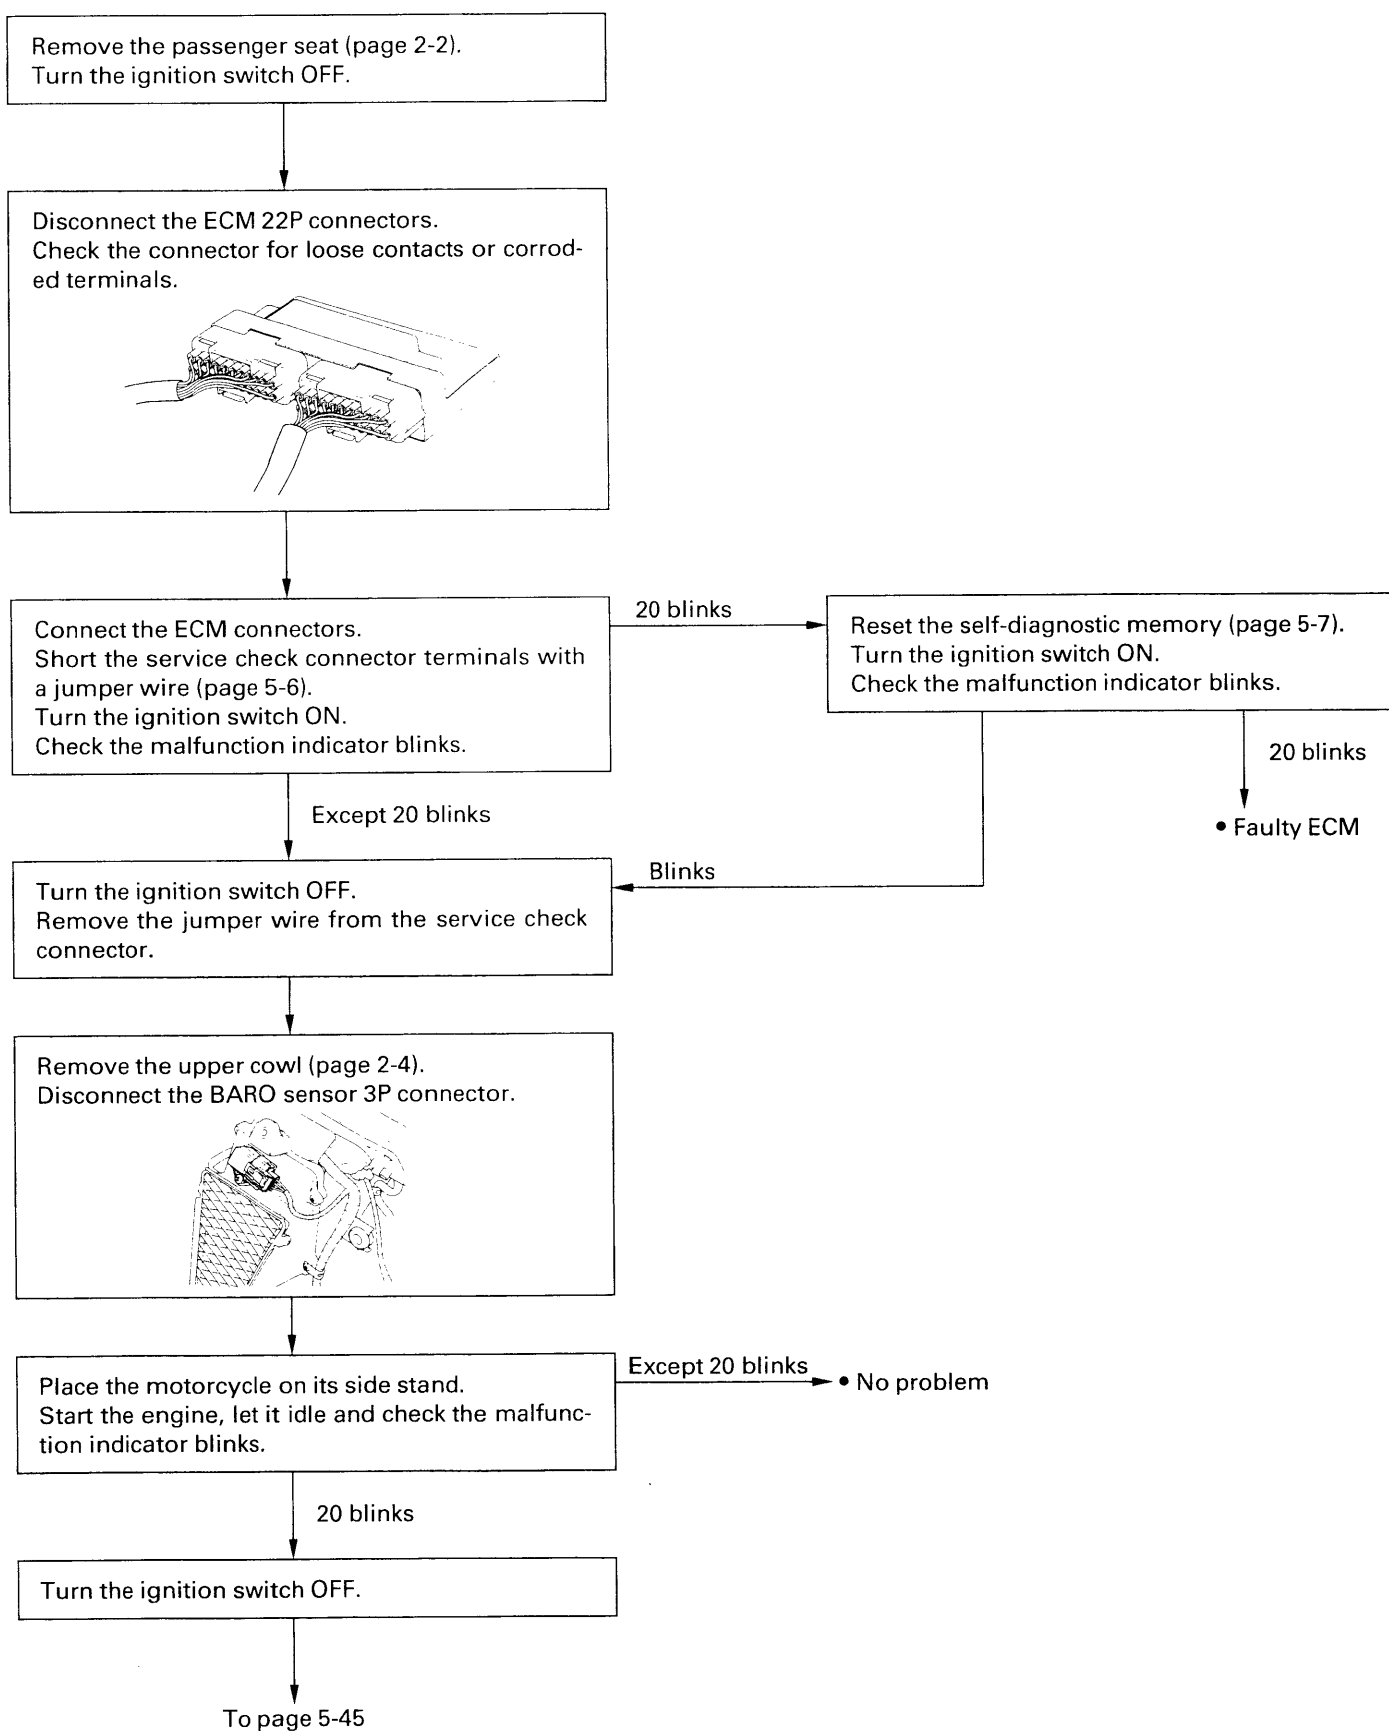 Remove the passenger seat (page 2-2).
Turn the ignition switch OFF.
Disconnect the ECM 22P connectors.
Check the connector for loose contacts or corrod-
ed terminals.
Connect the ECM connectors.
Short the service check connector terminals with
a jumper wire (page 5-6).
Turn the ignition switch ON.
Check the malfunction indicator blinks.
20 blinks
Reset the self-diagnostic memory (page 5-7).
Turn the ignition switch ON.
Check the malfunction indicator blinks.
20 blinks
• Faulty ECM
Except 20 blinks
Blinks
Turn the ignition switch OFF.
Remove the jumper wire from the service check
connector.
Remove the upper cowl (page 2-4).
Disconnect the BARO sensor 3P connector.
Place the motorcycle on its side stand.
Start the engine, let it idle and check the malfunc-
tion indicator blinks.
Except 20 blinks
• No problem
20 blinks
Turn the ignition switch OFF.
To page 5-45